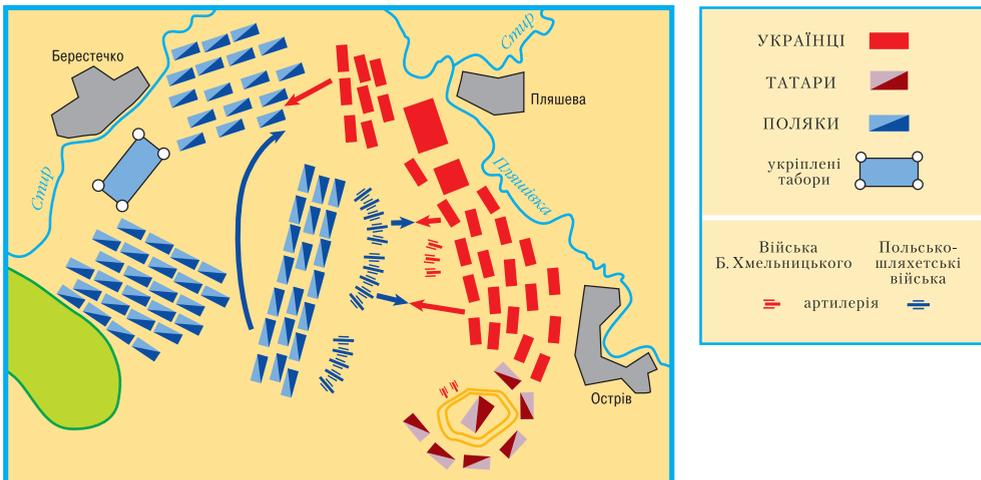 Берестечко
Стир
Пляшева
Пляшівка
Стир
Острів
УКРАЇНЦІ
ТАТАРИ
ПОЛЯКИ
укріплені
табори
Війська
Б. Хмельницького
Польсько-
шляхетські
війська
артилерія